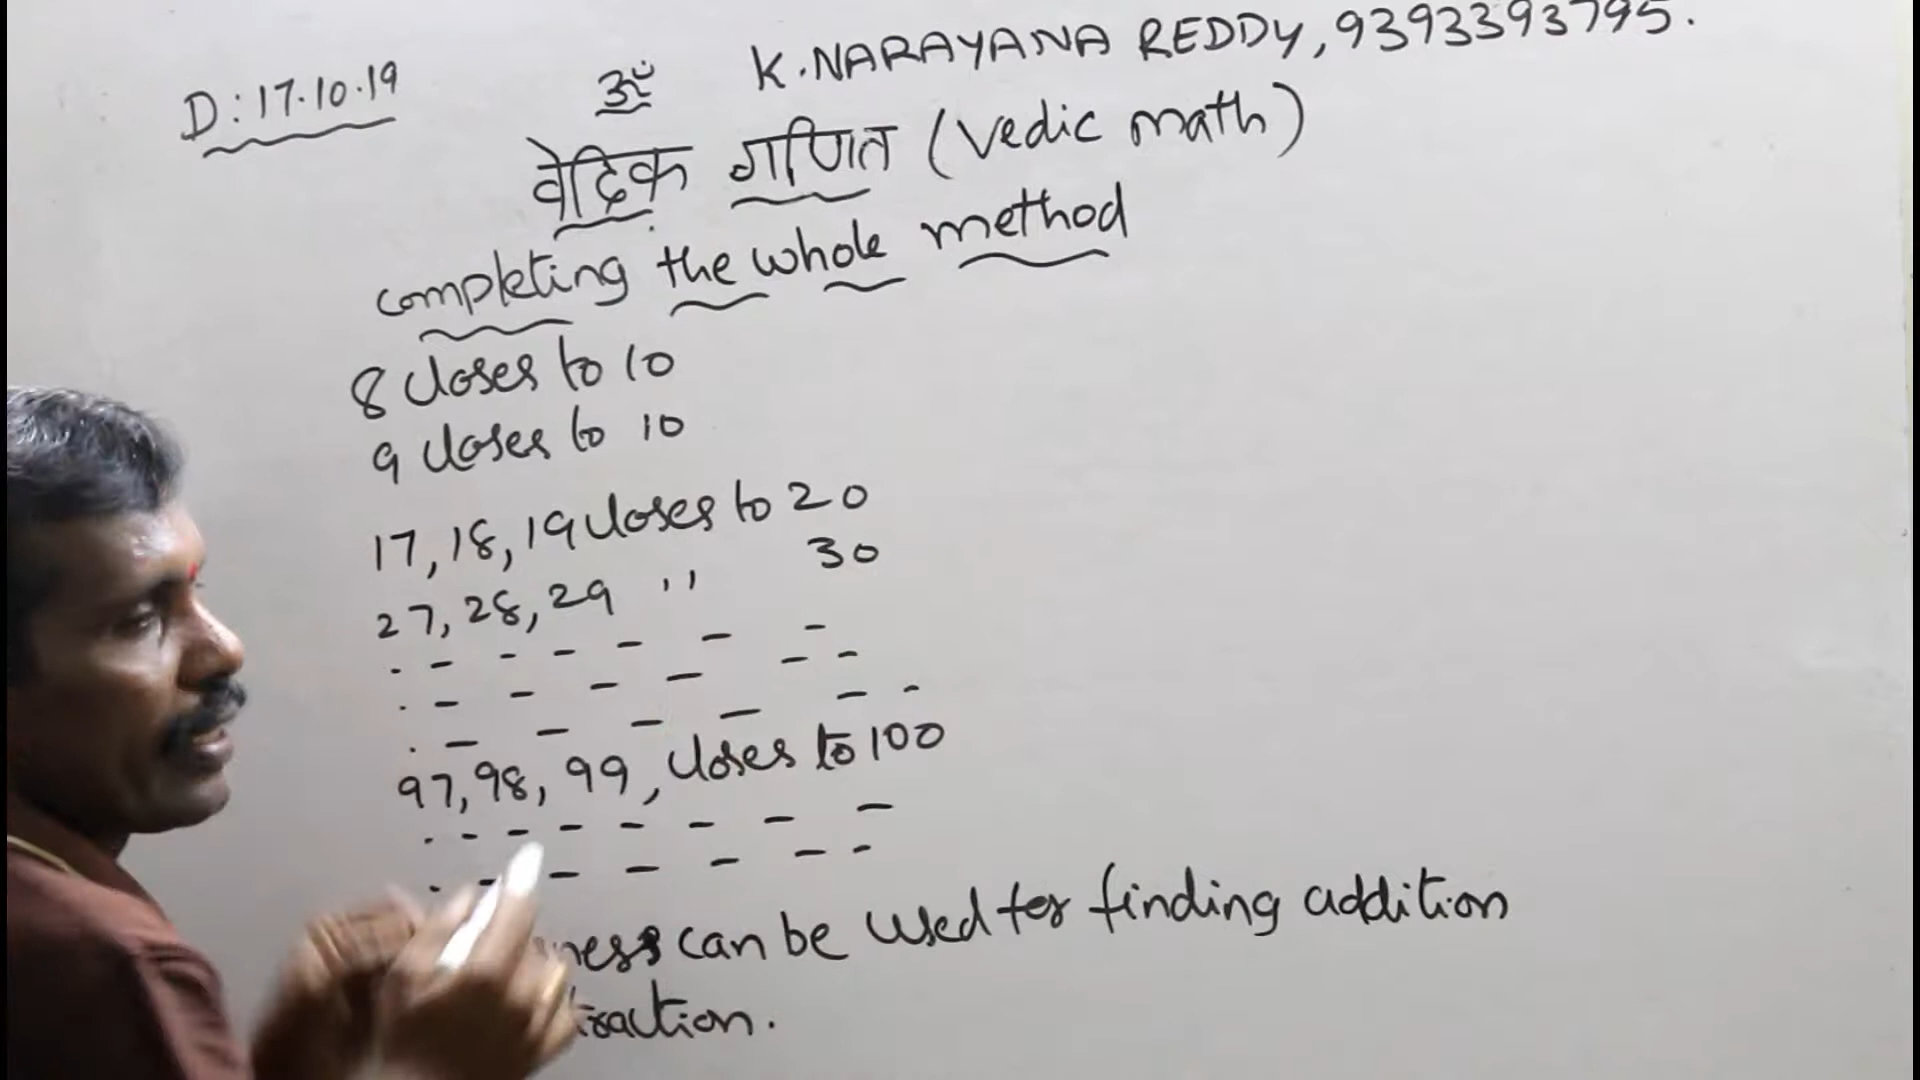 D: 17.10.19
ॐ
K. NARAYANA REDDY, 9393393795.
वेदिक गणित (Vedic math)
completing the whole method
8 closes to 10
9 closes to 10
17, 18, 19 closes to 20
27, 28, 29 '' 30
97, 98, 99, closes to 100
can be used for finding addition